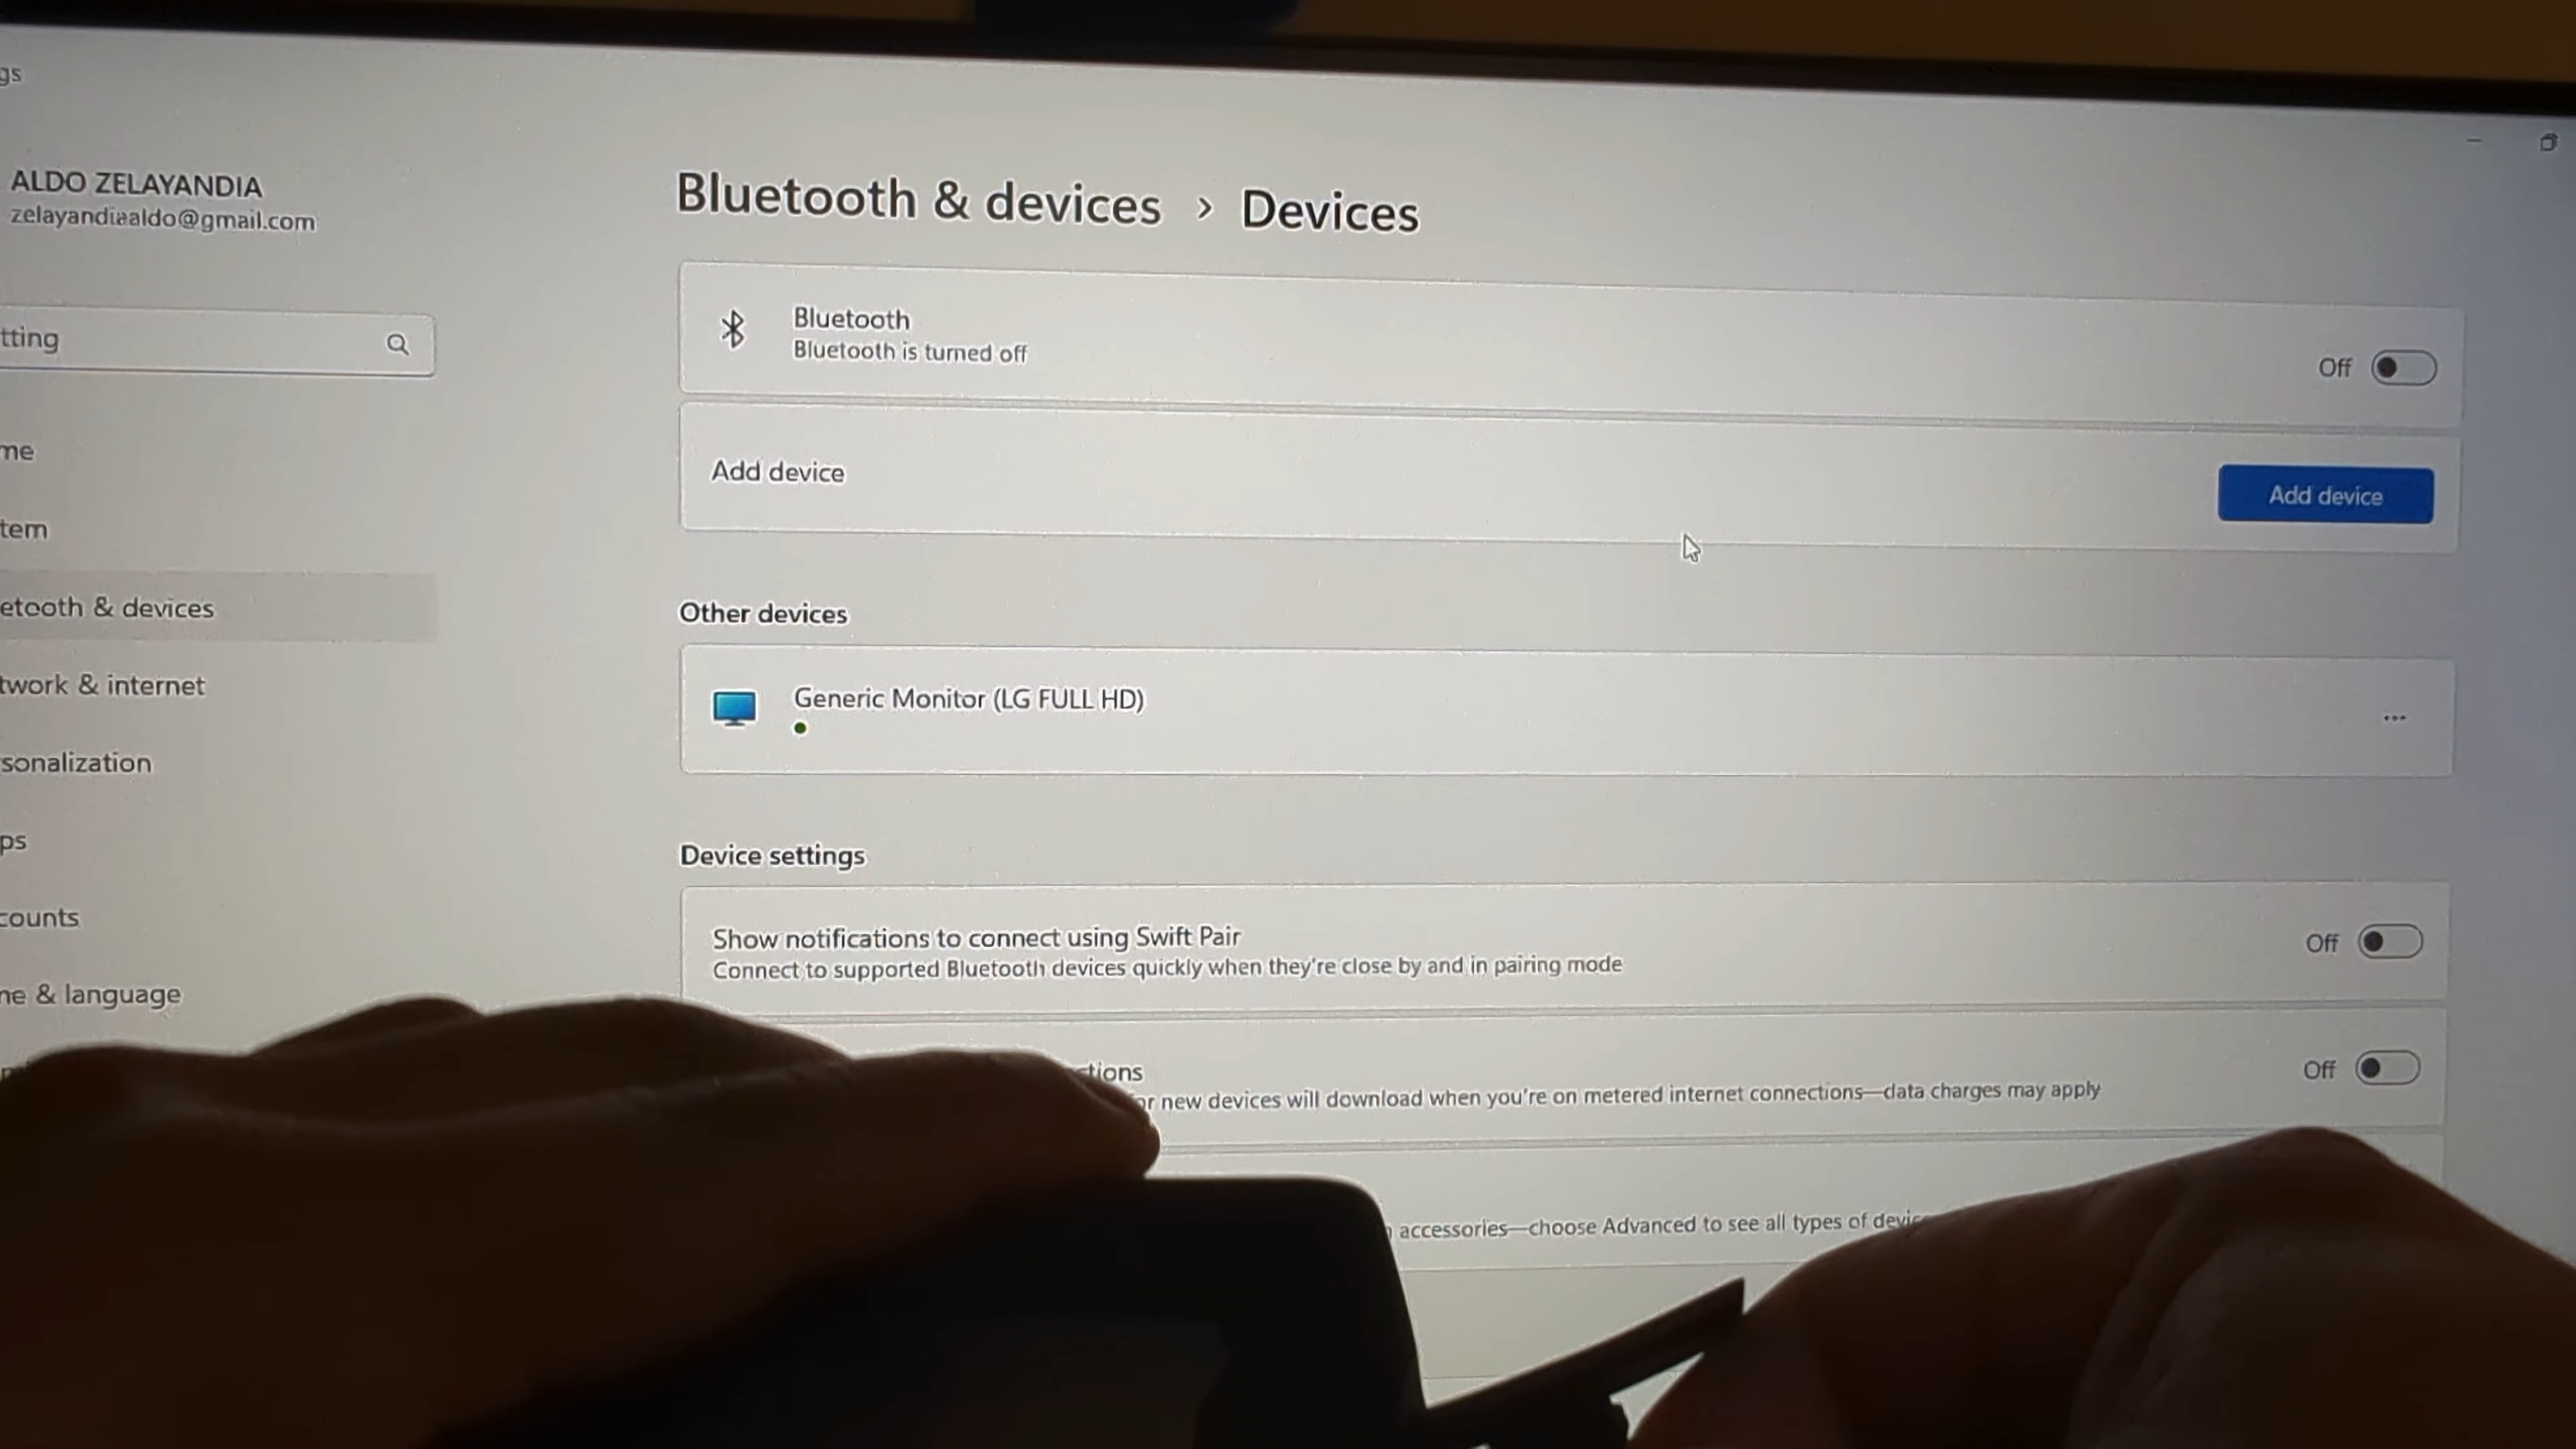 gs
ALDO ZELAYANDIA
zelayandiaaldo@gmail.com
tting
me
tem
etooth & devices
twork & internet
sonalization
ps
counts
ne & language
Bluetooth & devices > Devices
Bluetooth
Bluetooth is turned off
Off
Add device
Add device
Other devices
Generic Monitor (LG FULL HD)
Device settings
Show notifications to connect using Swift Pair
Connect to supported Bluetooth devices quickly when they're close by and in pairing mode
Off
ctions
or new devices will download when you're on metered internet connections—data charges may apply
Off
accessories—choose Advanced to see all types of devic